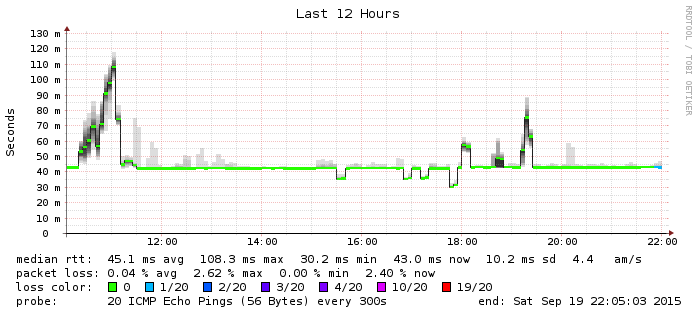 Last 12 Hours
RRDTOOL / TOBI OETIKER
Seconds
130 m
120 m
110 m
100 m
90 m
80 m
70 m
60 m
50 m
40 m
30 m
20 m
10 m
0
12:00 14:00 16:00 18:00 20:00 22:00
median rtt: 45.1 ms avg 108.3 ms max 30.2 ms min 43.0 ms now 10.2 ms sd 4.4 am/s
packet loss: 0.04 % avg 2.62 % max 0.00 % min 2.40 % now
loss color: 0 1/20 2/20 3/20 4/20 10/20 19/20
probe: 20 ICMP Echo Pings (56 Bytes) every 300s end: Sat Sep 19 22:05:03 2015